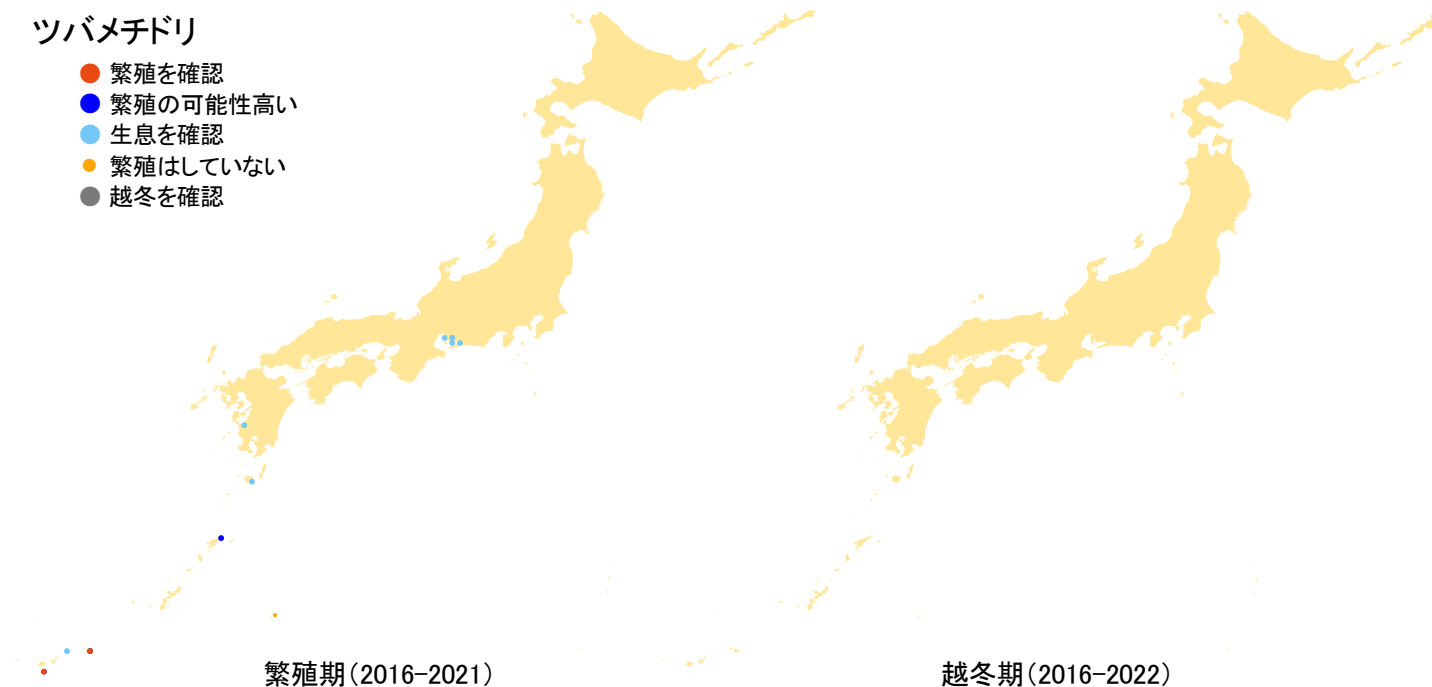 ツバメチドリ
繁殖を確認
繁殖の可能性高い
生息を確認
繁殖はしていない
越冬を確認
繁殖期(2016-2021)
越冬期(2016-2022)